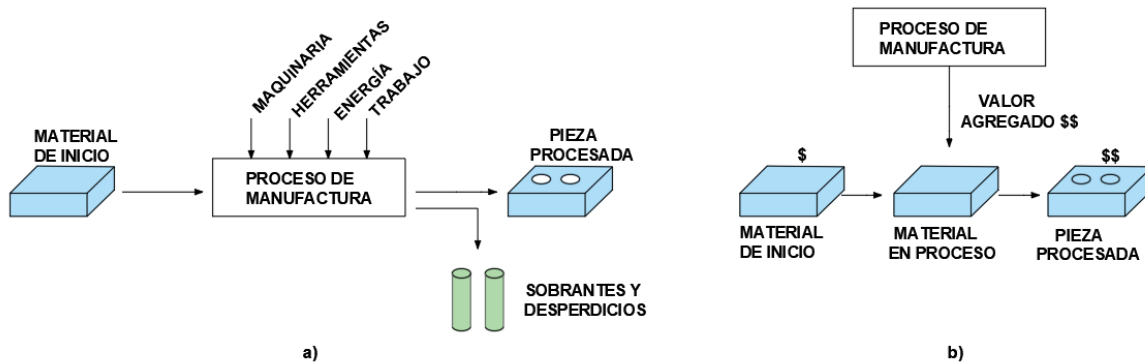 MAQUINARIA
HERRAMIENTAS
ENERGÍA
TRABAJO
MATERIAL
DE INICIO
PROCESO DE
MANUFACTURA
PIEZA
PROCESADA
SOBRANTES Y
DESPERDICIOS
a)
PROCESO DE
MANUFACTURA
VALOR
AGREGADO $$
$
$$
MATERIAL
DE INICIO
MATERIAL
EN PROCESO
PIEZA
PROCESADA
b)